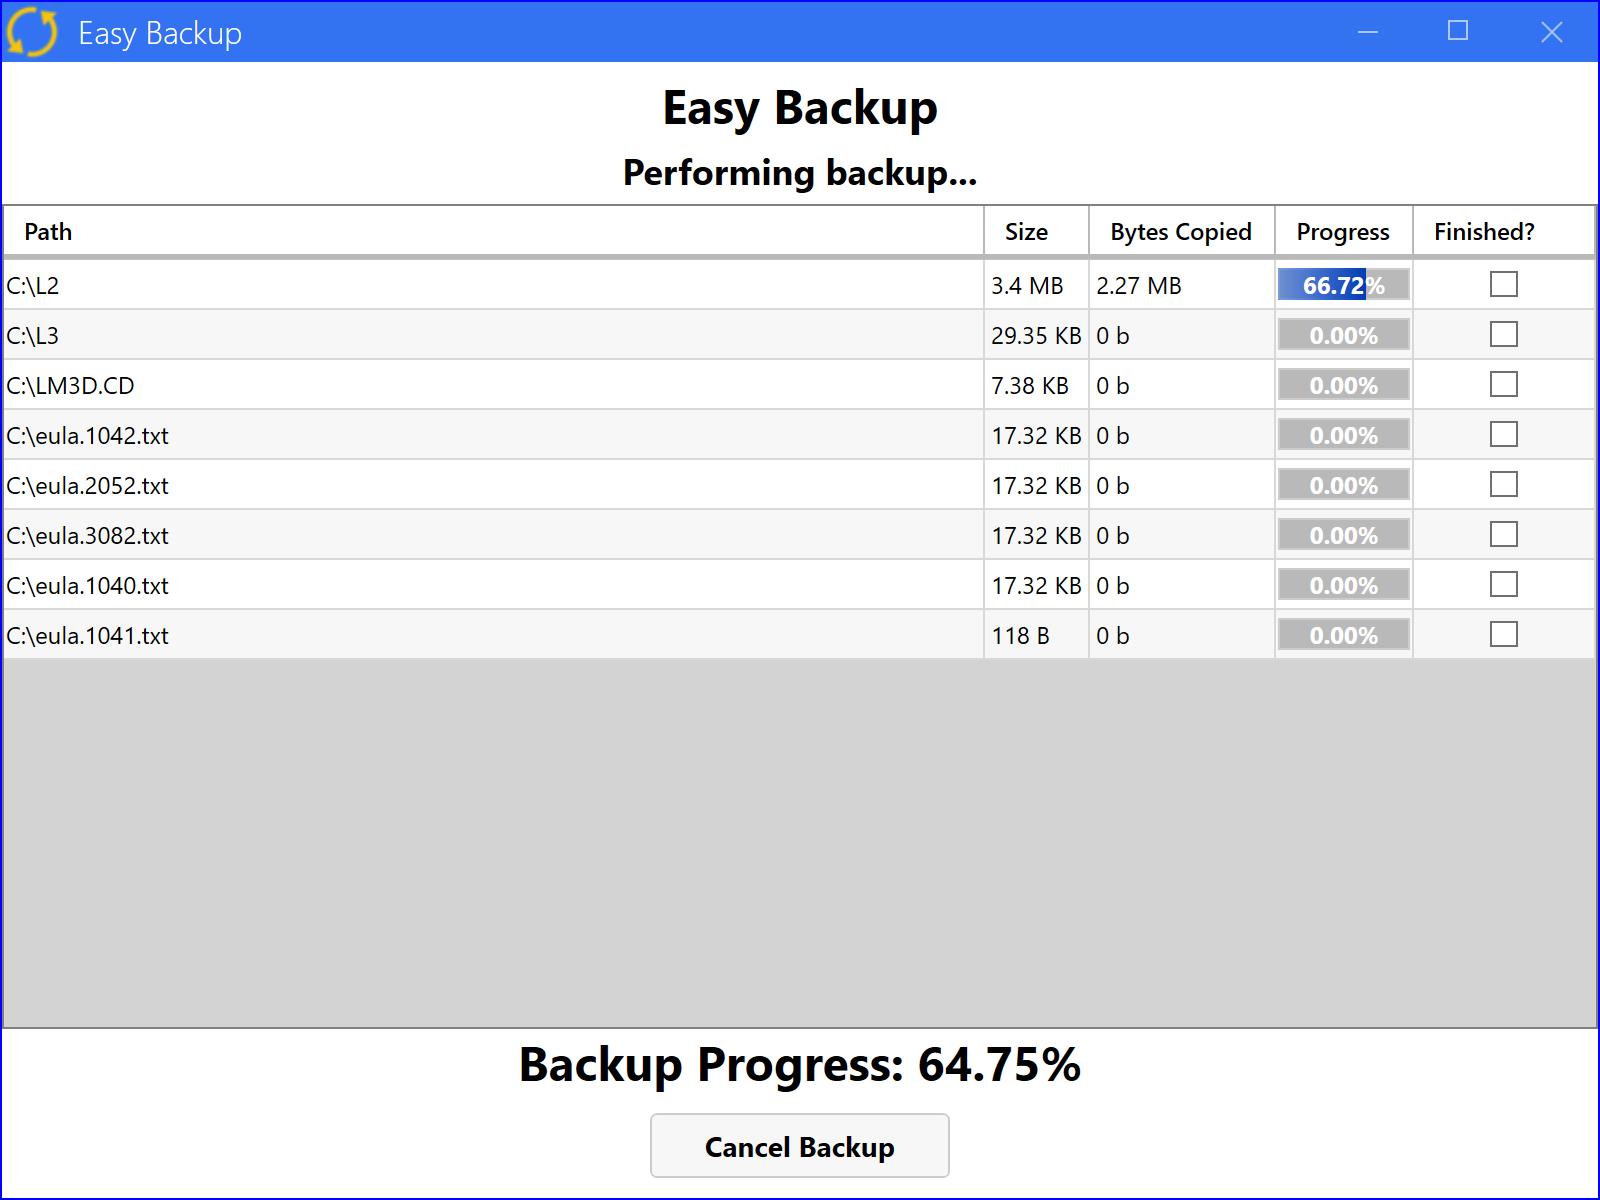 Easy Backup
Easy Backup
Performing backup...
Path Size Bytes Copied Progress Finished?
C:\L2 3.4 MB 2.27 MB 66.72%
C:\L3 29.35 KB 0 b 0.00%
C:\LM3D.CD 7.38 KB 0 b 0.00%
C:\eula.1042.txt 17.32 KB 0 b 0.00%
C:\eula.2052.txt 17.32 KB 0 b 0.00%
C:\eula.3082.txt 17.32 KB 0 b 0.00%
C:\eula.1040.txt 17.32 KB 0 b 0.00%
C:\eula.1041.txt 118 B 0 b 0.00%
Backup Progress: 64.75%
Cancel Backup